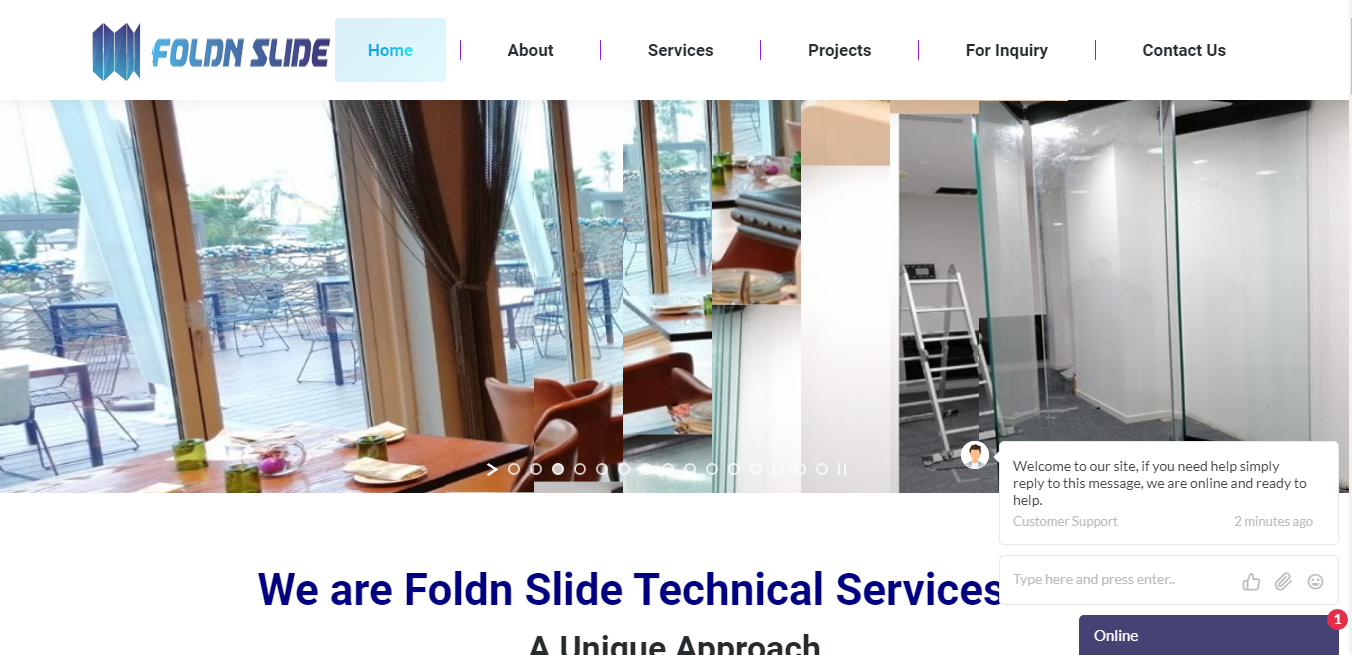 FOLDN SLIDE
Home
About
Services
Projects
For Inquiry
Contact Us
Welcome to our site, if you need help simply
reply to this message, we are online and ready to
help.
Customer Support 2 minutes ago
We are Foldn Slide Technical Services
Type here and press enter..
1
Online
A Unique Approach